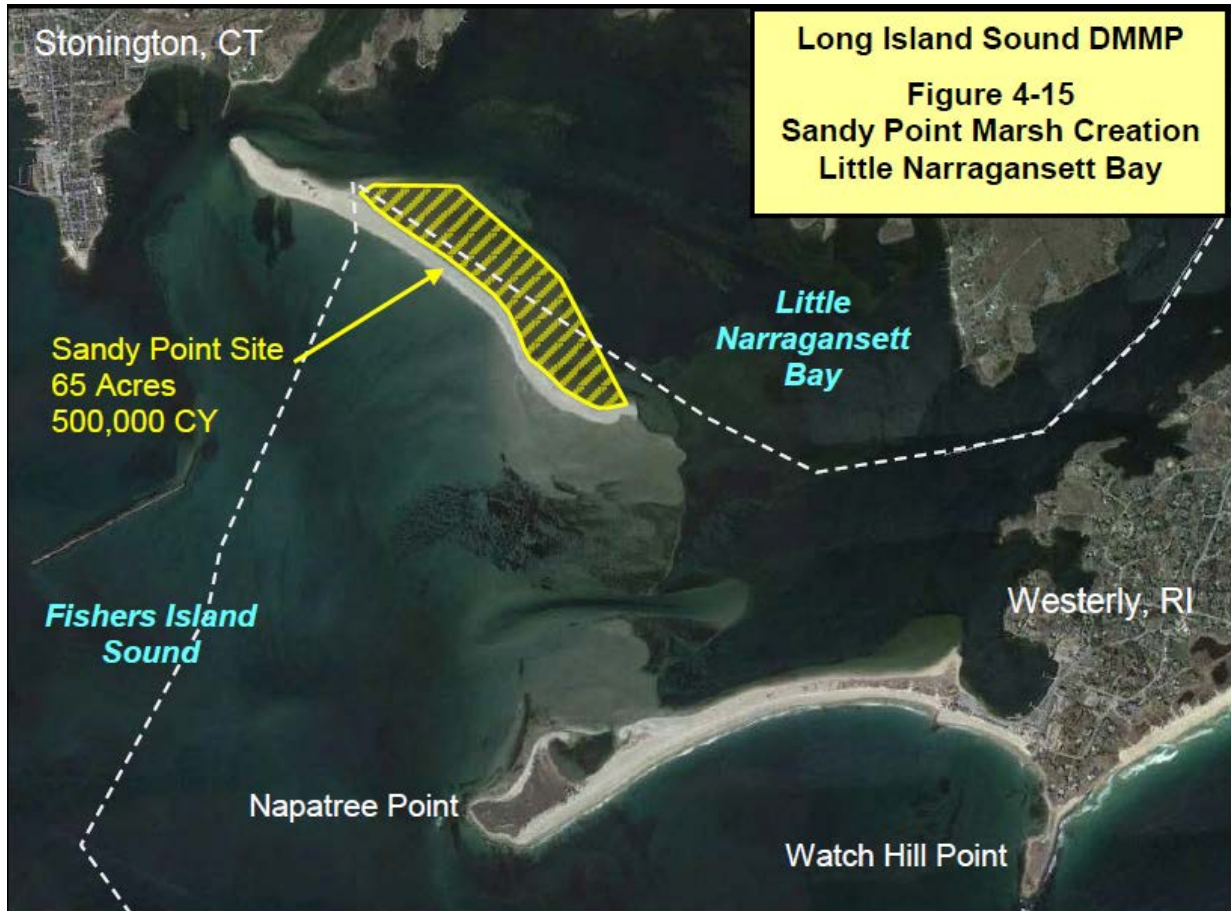 Stonington, CT
Long Island Sound DMMP
Figure 4-15
Sandy Point Marsh Creation
Little Narragansett Bay
Little
Narragansett
Bay
Sandy Point Site
65 Acres
500,000 CY
Fishers Island
Sound
Westerly, RI
Napatree Point
Watch Hill Point